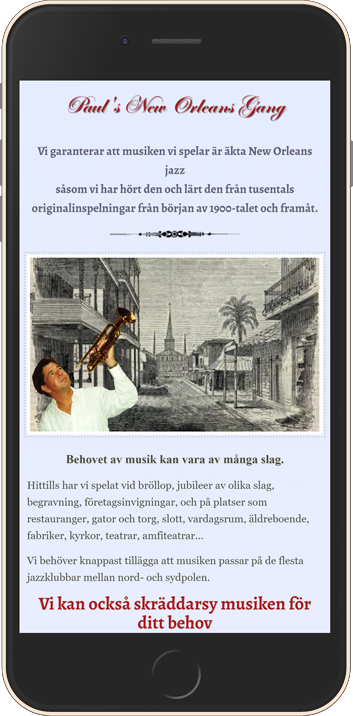 Paul's New Orleans Gang
Vi garanterar att musiken vi spelar är äkta New Orleans
jazz
såsom vi har hört den och lärt den från tusentals
originalinspelningar från början av 1900-talet och framåt.
Behovet av musik kan vara av många slag.
Hittills har vi spelat vid bröllop, jubileer av olika slag,
begravning, företagsinvigningar, och på platser som
restauranger, gator och torg, slott, vardagsrum, äldreboende,
fabriker, kyrkor, teatrar, amfiteatrar...
Vi behöver knappast tillägga att musiken passar på de flesta
jazzklubbar mellan nord- och sydpolen.
Vi kan också skräddarsy musiken för
ditt behov